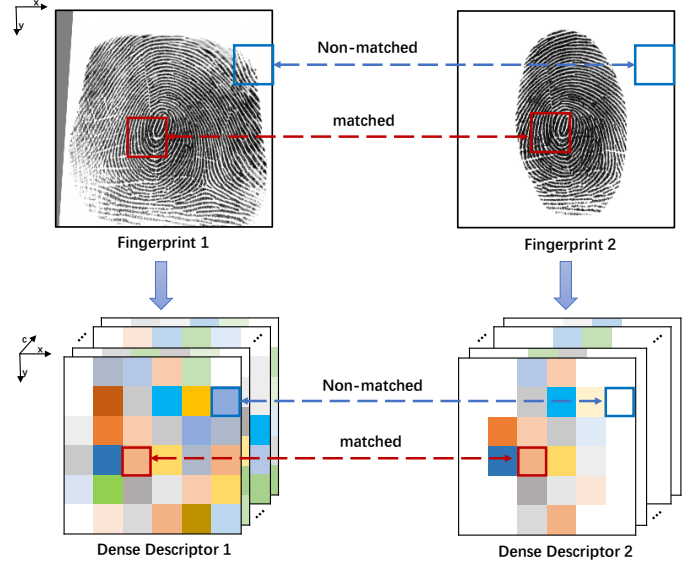 x
y
Non-matched
matched
Fingerprint 1
Fingerprint 2
c
x
y
...
...
...
...
Non-matched
matched
...
...
...
...
Dense Descriptor 1
Dense Descriptor 2